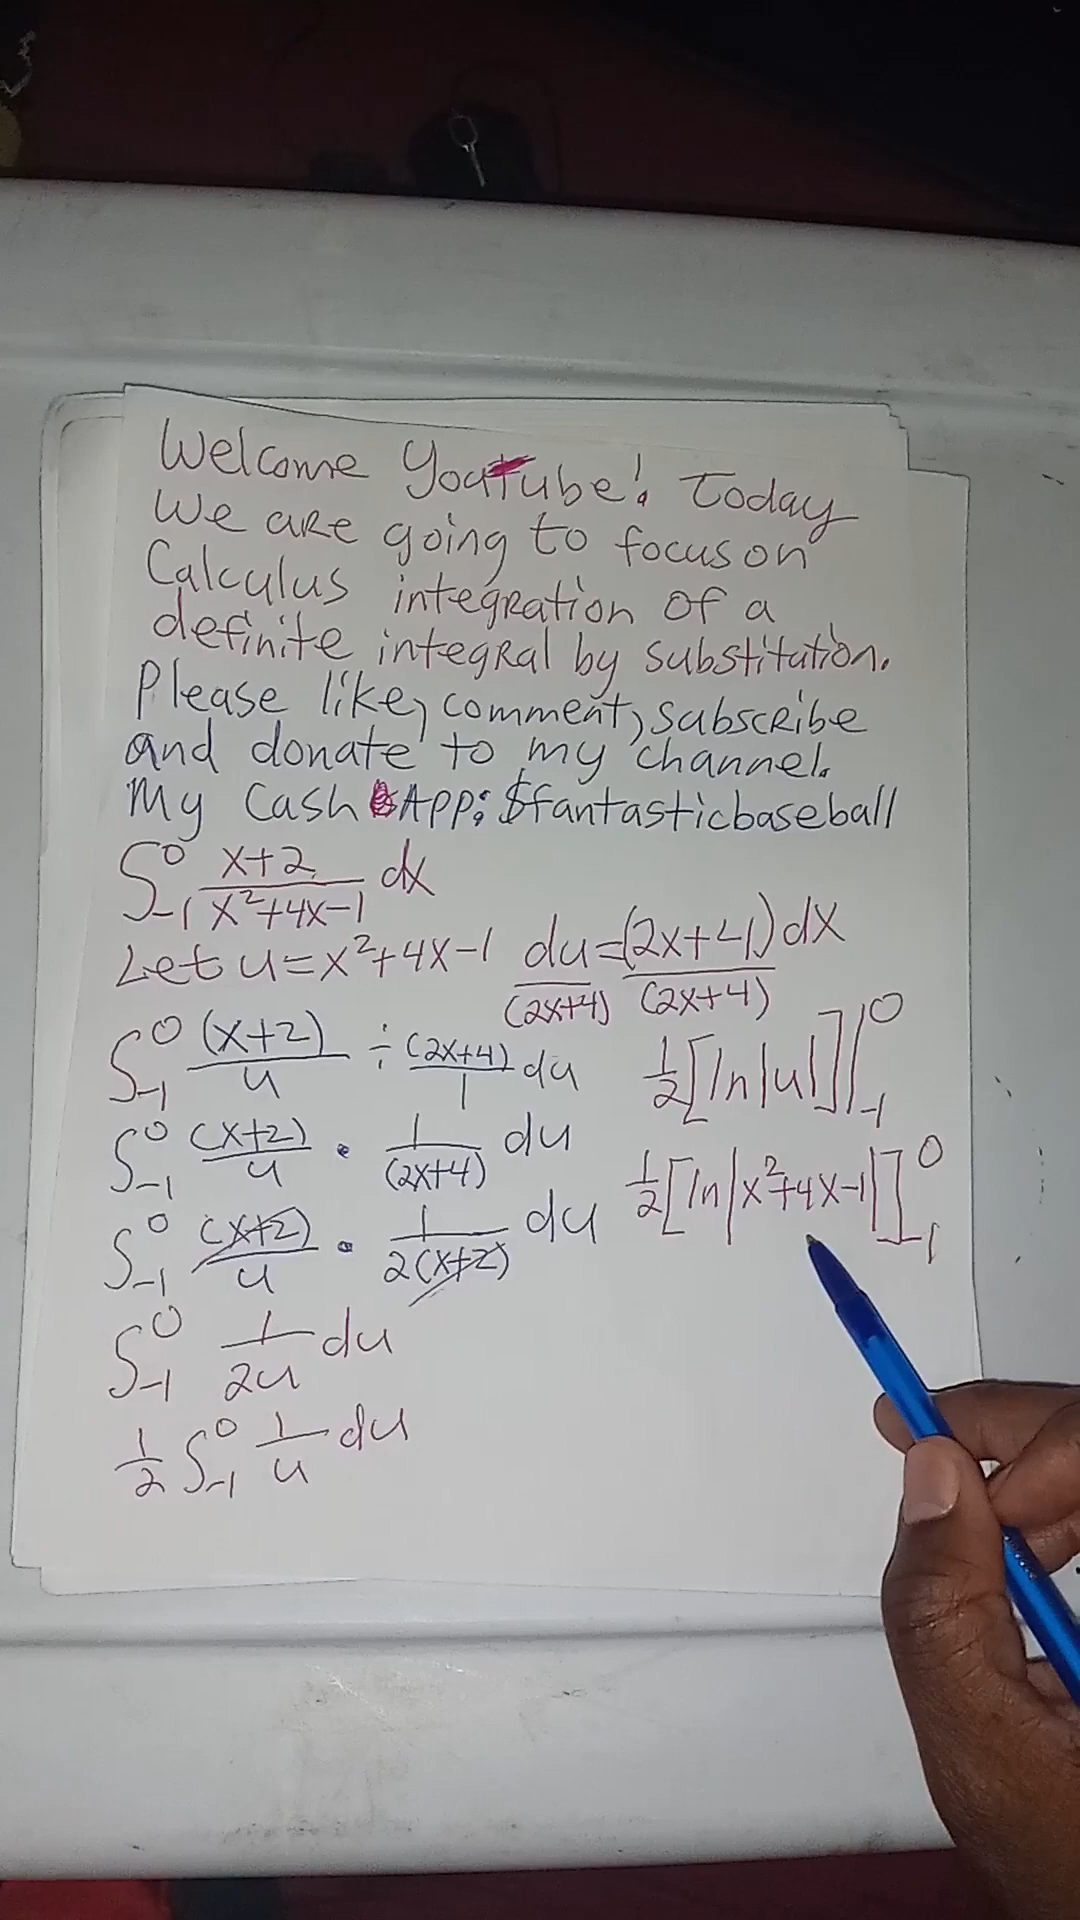 Welcome YouTube! Today
We are going to focus on
Calculus integration of a
definite integral by substitution.
Please like, comment, subscribe
and donate to my channel.
My Cash App: $fantasticbaseball
∫₋₁⁰ (x+2)/(x²+4x-1) dx
Let u=x²+4x-1 du/(2x+4) = (2x+4)dx/(2x+4)
∫₋₁⁰ (x+2)/u ÷ (2x+4)/1 du
∫₋₁⁰ (x+2)/u · 1/(2x+4) du
∫₋₁⁰ (x+2)/u · 1/2(x+2) du
∫₋₁⁰ 1/2u du
1/2 ∫₋₁⁰ 1/u du
1/2 [ln|u|]|₋₁⁰
1/2 [ln|x²+4x-1|]₋₁⁰